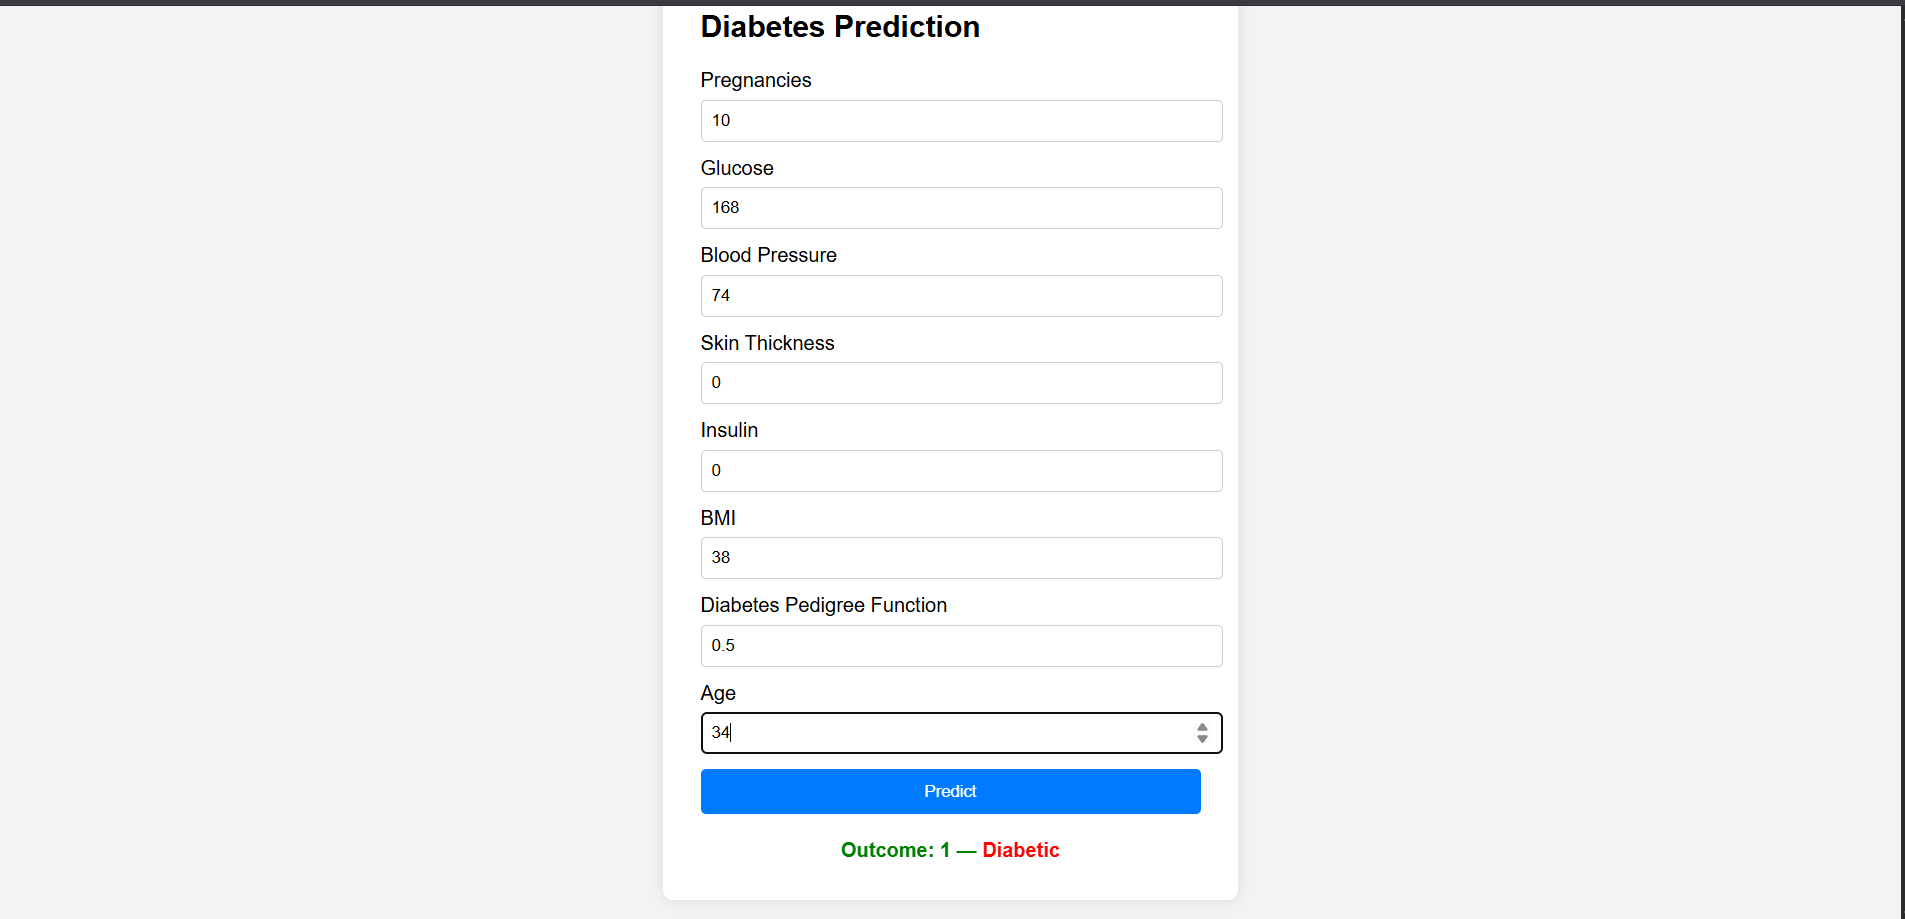 Diabetes Prediction
Pregnancies
10
Glucose
168
Blood Pressure
74
Skin Thickness
0
Insulin
0
BMI
38
Diabetes Pedigree Function
0.5
Age
34
Predict
Outcome: 1 — Diabetic